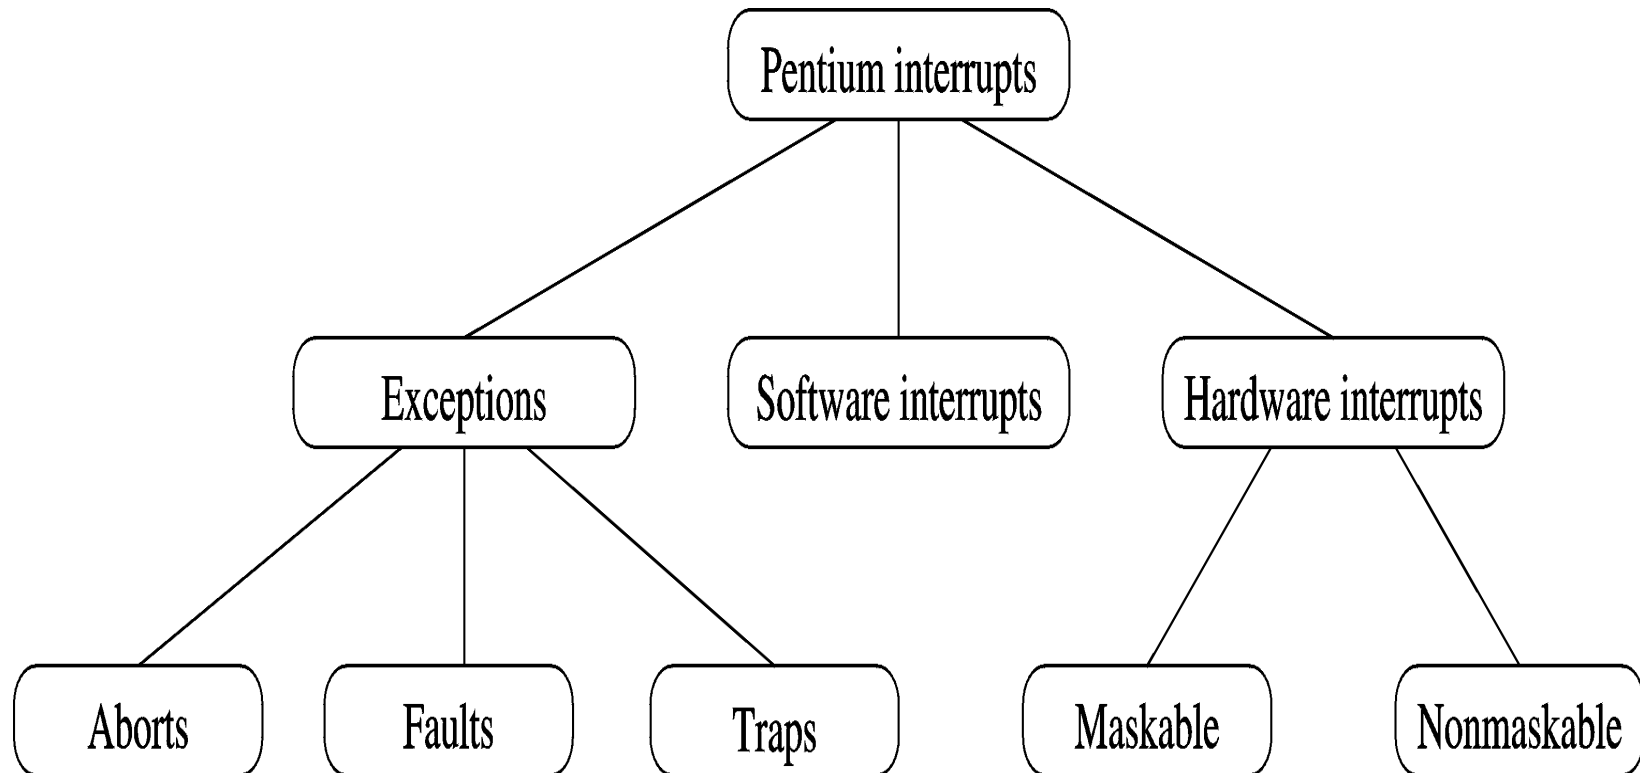 Pentium interrupts
Exceptions
Software interrupts
Hardware interrupts
Aborts
Faults
Traps
Maskable
Nonmaskable